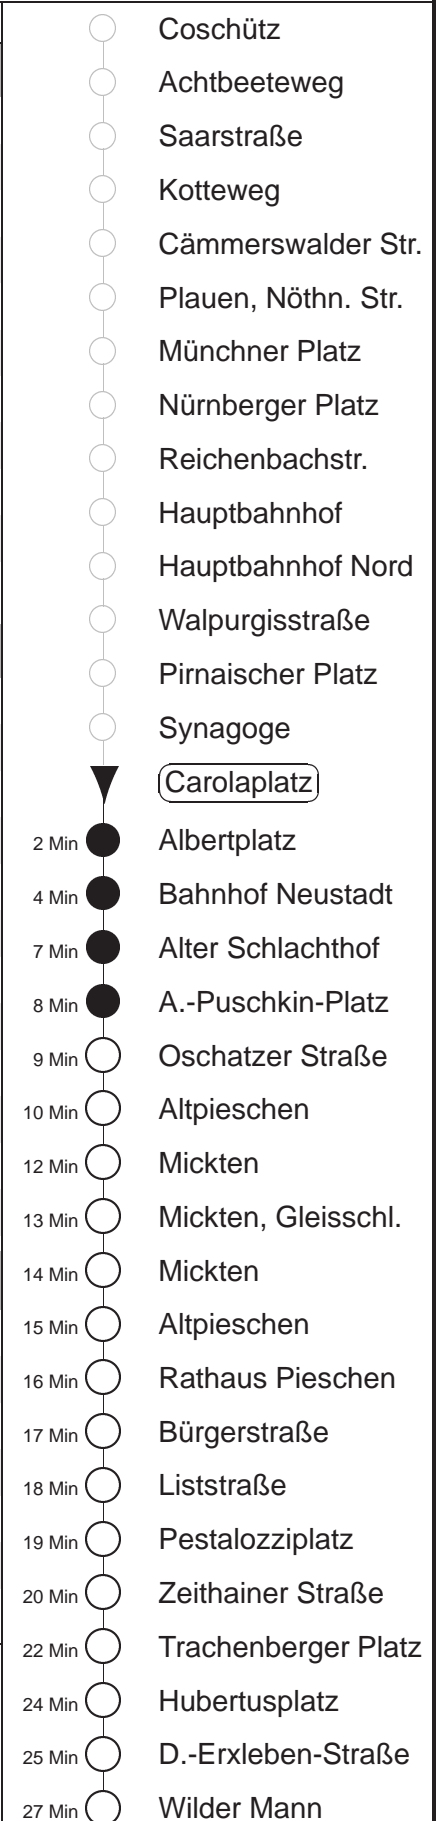 Coschütz
Achtbeeteweg
Saarstraße
Kotteweg
Cämmerswalder Str.
Plauen, Nöthn. Str.
Münchner Platz
Nürnberger Platz
Reichenbachstr.
Hauptbahnhof
Hauptbahnhof Nord
Walpurgisstraße
Pirnaischer Platz
Synagoge
Carolaplatz
2 Min Albertplatz
4 Min Bahnhof Neustadt
7 Min Alter Schlachthof
8 Min A.-Puschkin-Platz
9 Min Oschatzer Straße
10 Min Altpieschen
12 Min Mickten
13 Min Mickten, Gleisschl.
14 Min Mickten
15 Min Altpieschen
16 Min Rathaus Pieschen
17 Min Bürgerstraße
18 Min Liststraße
19 Min Pestalozziplatz
20 Min Zeithainer Straße
22 Min Trachenberger Platz
24 Min Hubertusplatz
25 Min D.-Erxleben-Straße
27 Min Wilder Mann